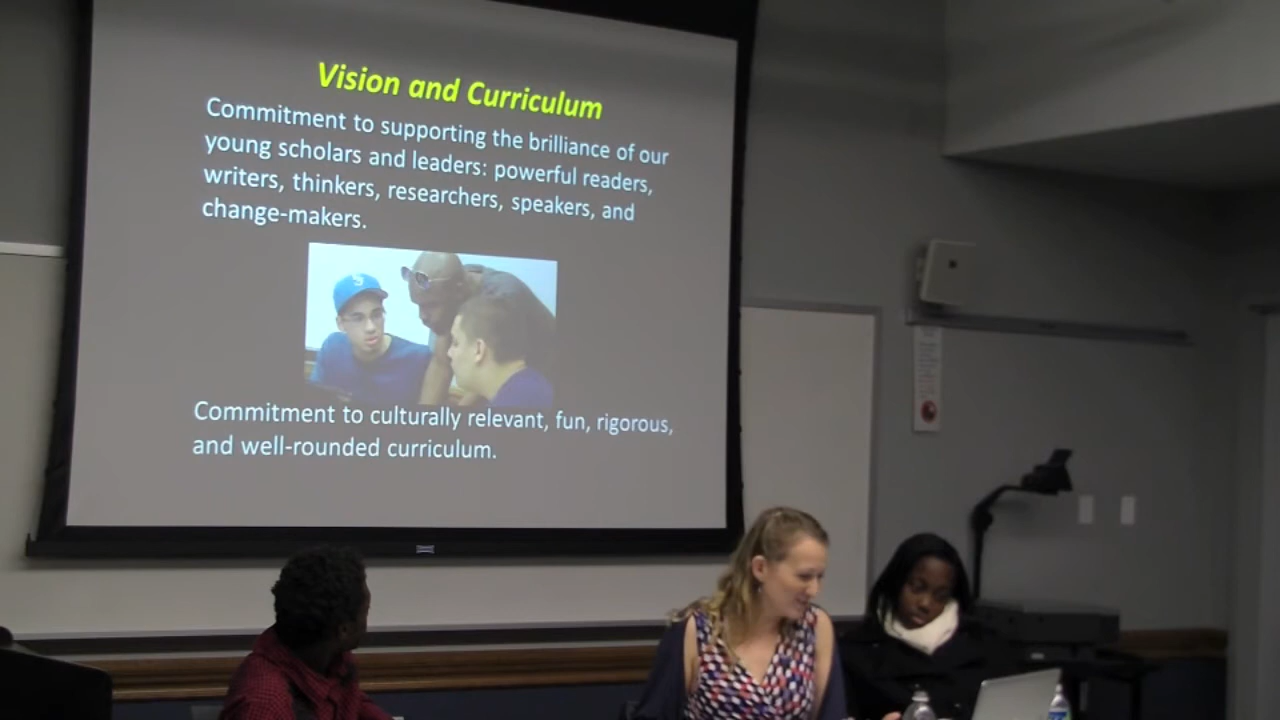 Vision and Curriculum
Commitment to supporting the brilliance of our
young scholars and leaders: powerful readers,
writers, thinkers, researchers, speakers, and
change-makers.
Commitment to culturally relevant, fun, rigorous,
and well-rounded curriculum.